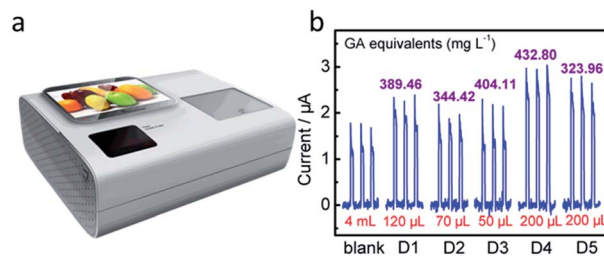 a
b
GA equivalents (mg L⁻¹)
432.80
389.46
404.11
344.42
323.96
3
2
1
0
Current / µA
4 mL
120 µL
70 µL
50 µL
200 µL
200 µL
blank
D1
D2
D3
D4
D5